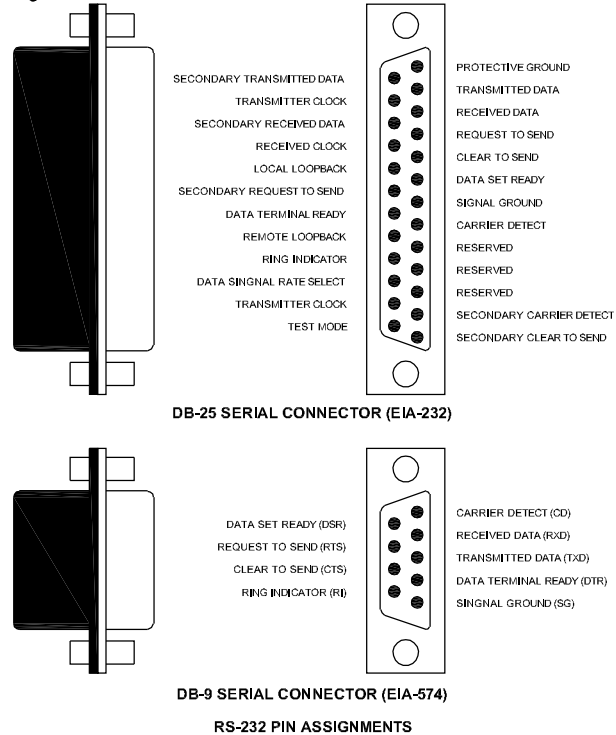 SECONDARY TRANSMITTED DATA
TRANSMITTER CLOCK
SECONDARY RECEIVED DATA
RECEIVED CLOCK
LOCAL LOOPBACK
SECONDARY REQUEST TO SEND
DATA TERMINAL READY
REMOTE LOOPBACK
RING INDICATOR
DATA SINGNAL RATE SELECT
TRANSMITTER CLOCK
TEST MODE
PROTECTIVE GROUND
TRANSMITTED DATA
RECEIVED DATA
REQUEST TO SEND
CLEAR TO SEND
DATA SET READY
SIGNAL GROUND
CARRIER DETECT
RESERVED
RESERVED
RESERVED
SECONDARY CARRIER DETECT
SECONDARY CLEAR TO SEND
DB-25 SERIAL CONNECTOR (EIA-232)
DATA SET READY (DSR)
REQUEST TO SEND (RTS)
CLEAR TO SEND (CTS)
RING INDICATOR (RI)
CARRIER DETECT (CD)
RECEIVED DATA (RXD)
TRANSMITTED DATA (TXD)
DATA TERMINAL READY (DTR)
SINGNAL GROUND (SG)
DB-9 SERIAL CONNECTOR (EIA-574)
RS-232 PIN ASSIGNMENTS